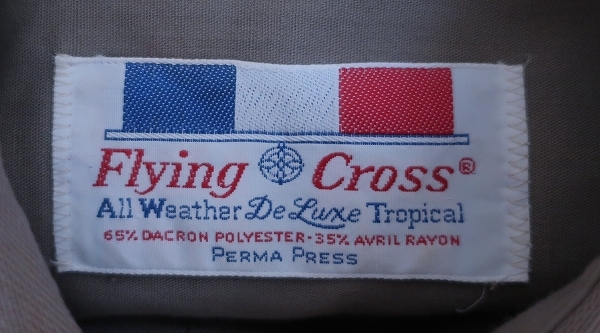 Flying Cross®
All Weather De Luxe Tropical
65% DACRON POLYESTER-35% AVRIL RAYON
PERMA PRESS